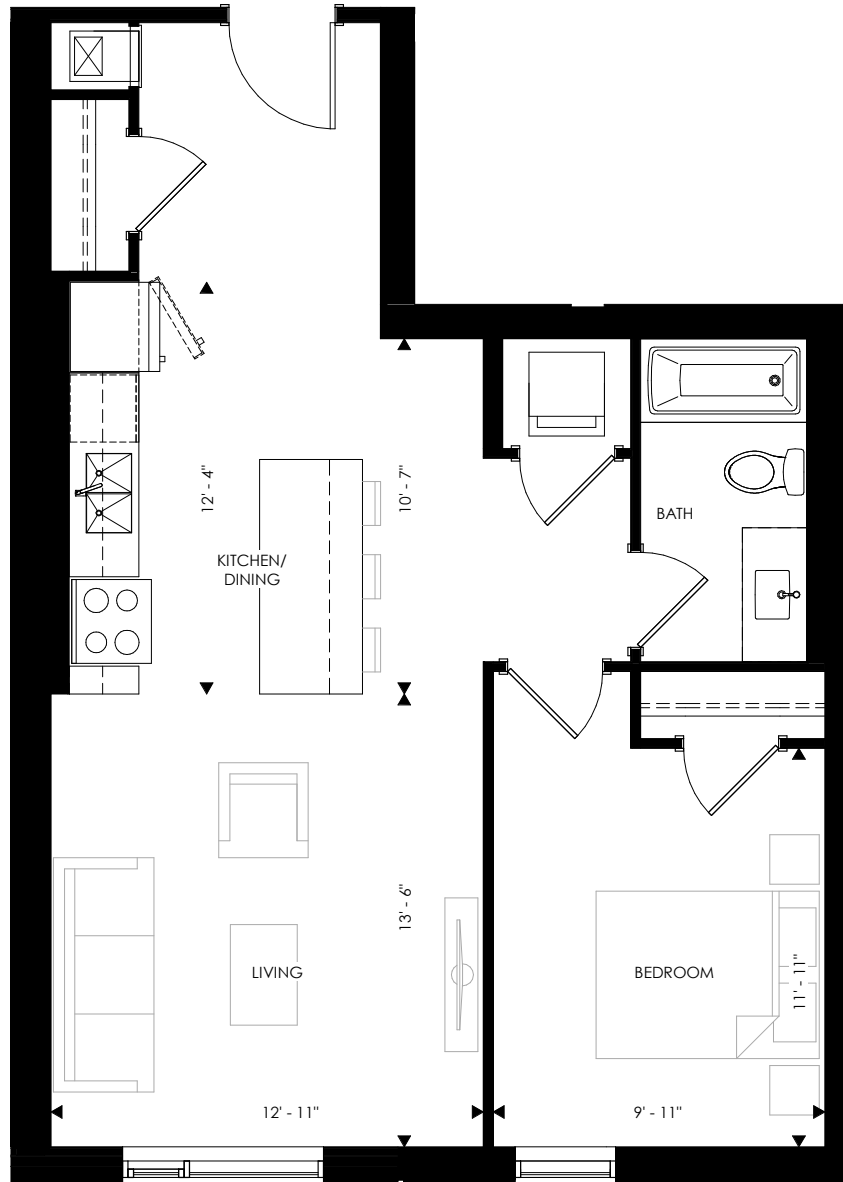 12' - 4"
10' - 7"
BATH
KITCHEN/
DINING
13' - 6"
LIVING
BEDROOM
11' - 11"
12' - 11"
9' - 11"